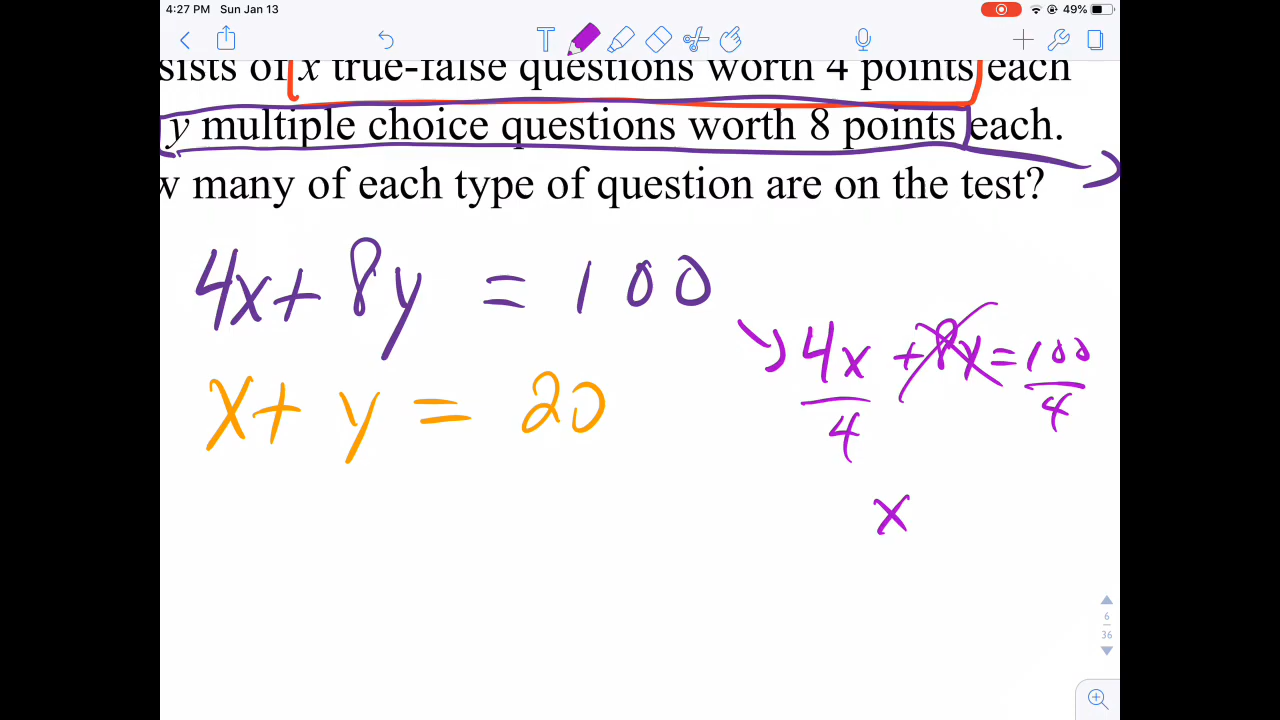 4:27 PM Sun Jan 13
49%
T
sists of x true-false questions worth 4 points each
y multiple choice questions worth 8 points each.
w many of each type of question are on the test?
4x+ 8y = 100
x+ y = 20
4x + 8y = 100
4 4
x
6
36